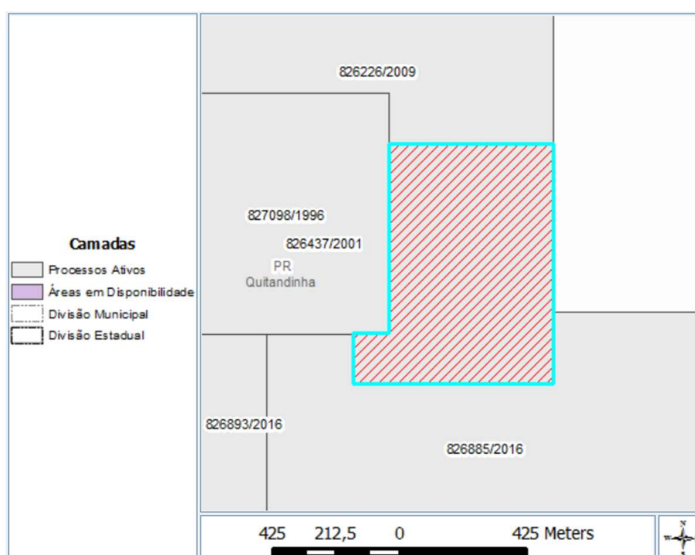 826226/2009
827098/1996
826437/2001
PR
Quitandinha
826893/2016
826885/2016
Camadas
Processos Ativos
Áreas em Disponibilidade
Divisão Municipal
Divisão Estadual
425 212,5 0 425 Meters
N
W